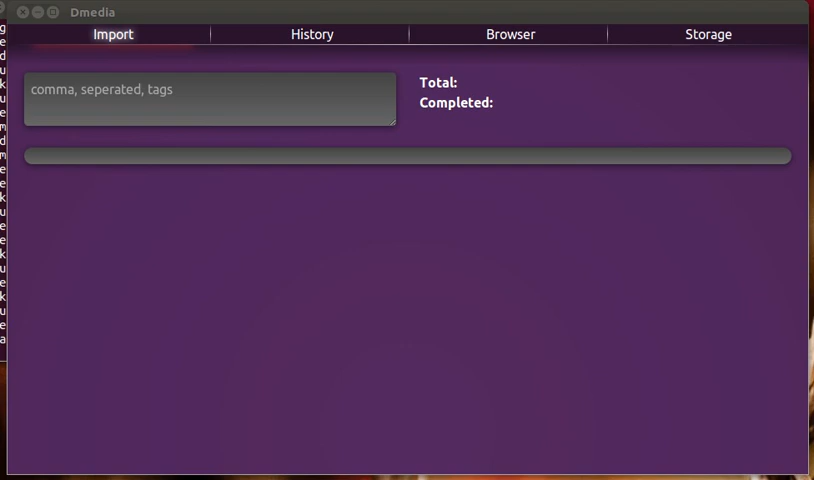 Dmedia
Import
History
Browser
Storage
comma, seperated, tags
Total:
Completed:
g
e
d
u
k
u
e
m
d
m
e
e
k
u
e
e
k
u
e
k
u
e
a